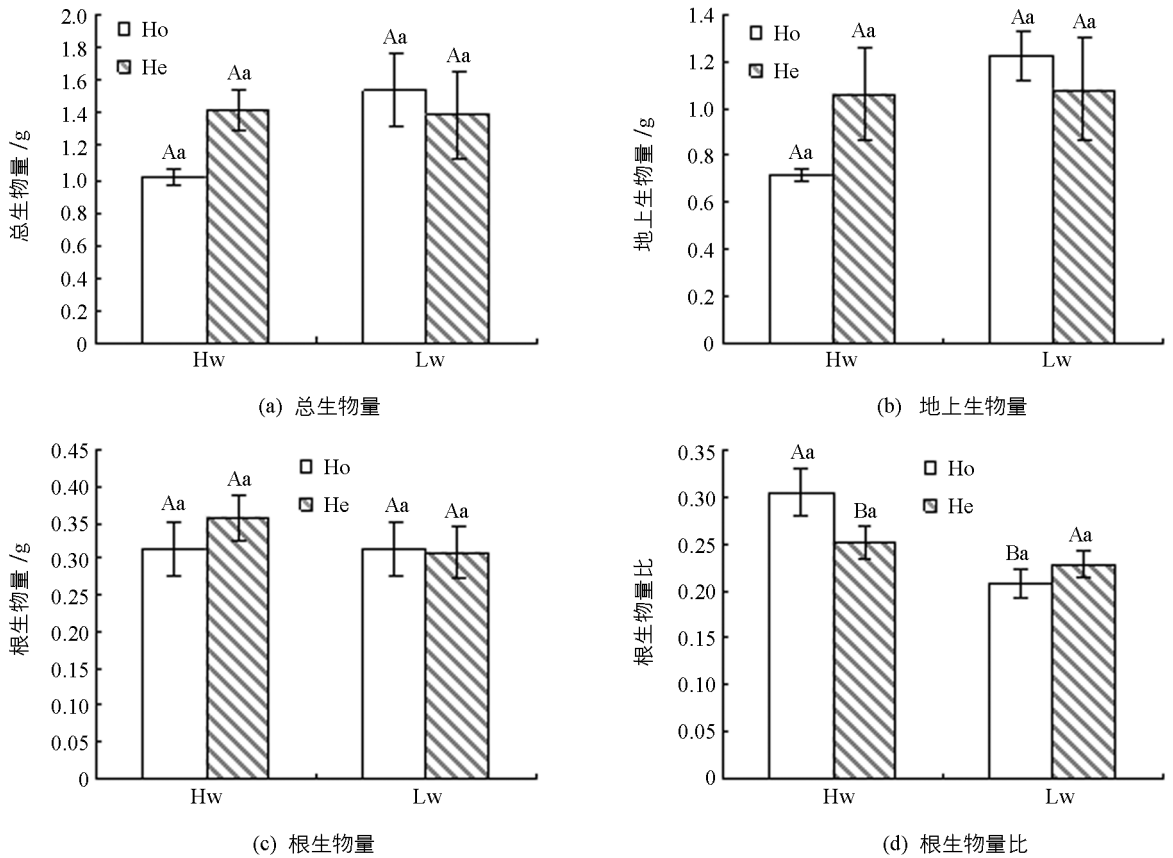 总生物量 /g
2.0
1.8
1.6
1.4
1.2
1.0
0.8
0.6
0.4
0.2
0
Ho
He
Aa
Aa
Aa
Aa
Hw
Lw
(a) 总生物量
地上生物量 /g
1.4
1.2
1.0
0.8
0.6
0.4
0.2
0
Ho
He
Aa
Aa
Aa
Aa
Hw
Lw
(b) 地上生物量
根生物量 /g
0.45
0.40
0.35
0.30
0.25
0.20
0.15
0.10
0.05
0
Ho
He
Aa
Aa
Aa
Aa
Hw
Lw
(c) 根生物量
根生物量比
0.35
0.30
0.25
0.20
0.15
0.10
0.05
0
Ho
He
Aa
Ba
Ba
Aa
Hw
Lw
(d) 根生物量比